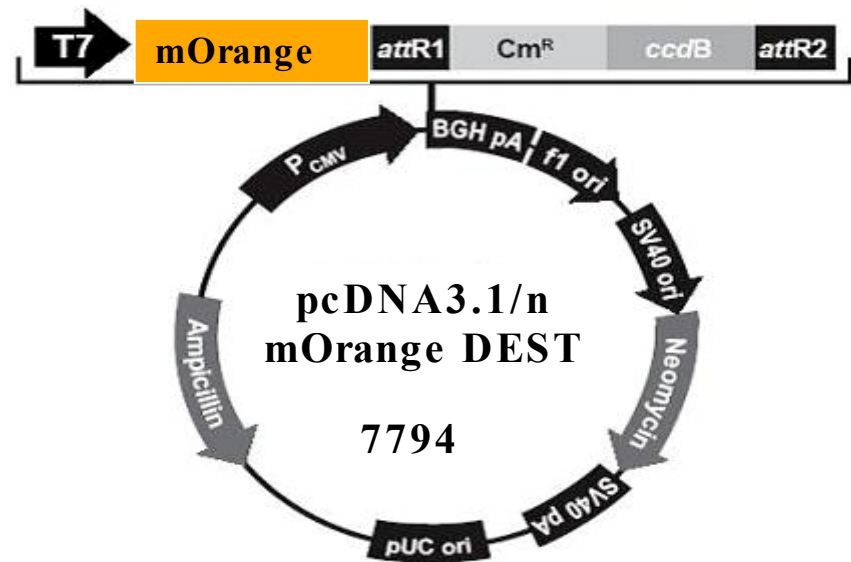 T7 mOrange attR1 CmR ccdB attR2
PCMV
BGH pA
f1 ori
SV40 ori
Neomycin
SV40 pA
pUC ori
Ampicillin
pcDNA3.1/n
mOrange DEST
7794